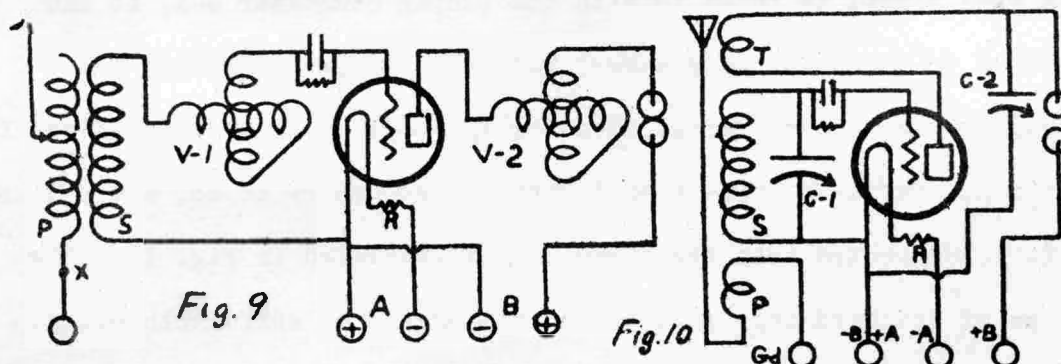 V-1
V-2
P
S
R
X
A
B
+ − − +
Fig. 9
T
C-2
C-1
S
R
P
Fig.10
Gd
-B +A -A +B